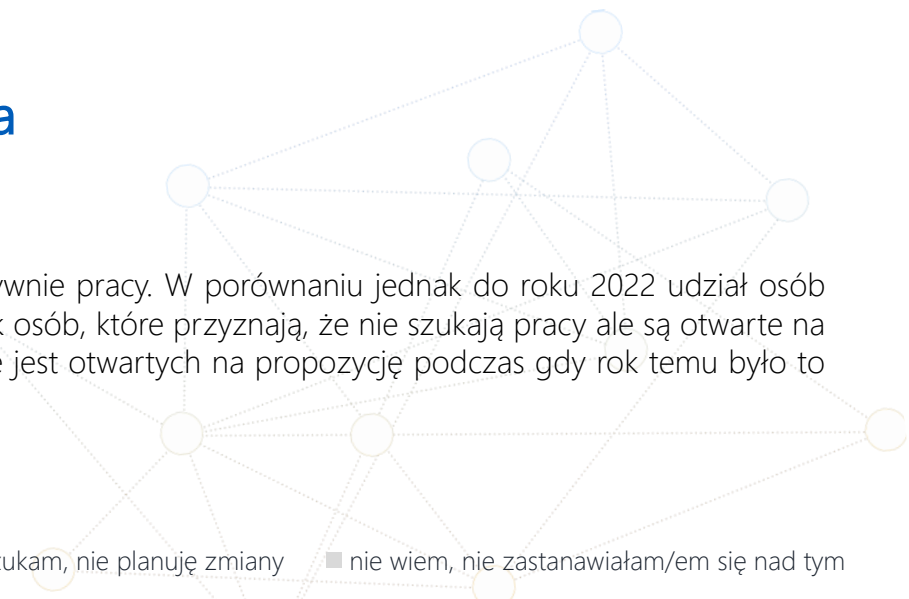 a
wnie pracy. W porównaniu jednak do roku 2022 udział osób
k osób, które przyznają, że nie szukają pracy ale są otwarte na
e jest otwartych na propozycję podczas gdy rok temu było to
zukam, nie planuję zmiany nie wiem, nie zastanawiałam/em się nad tym